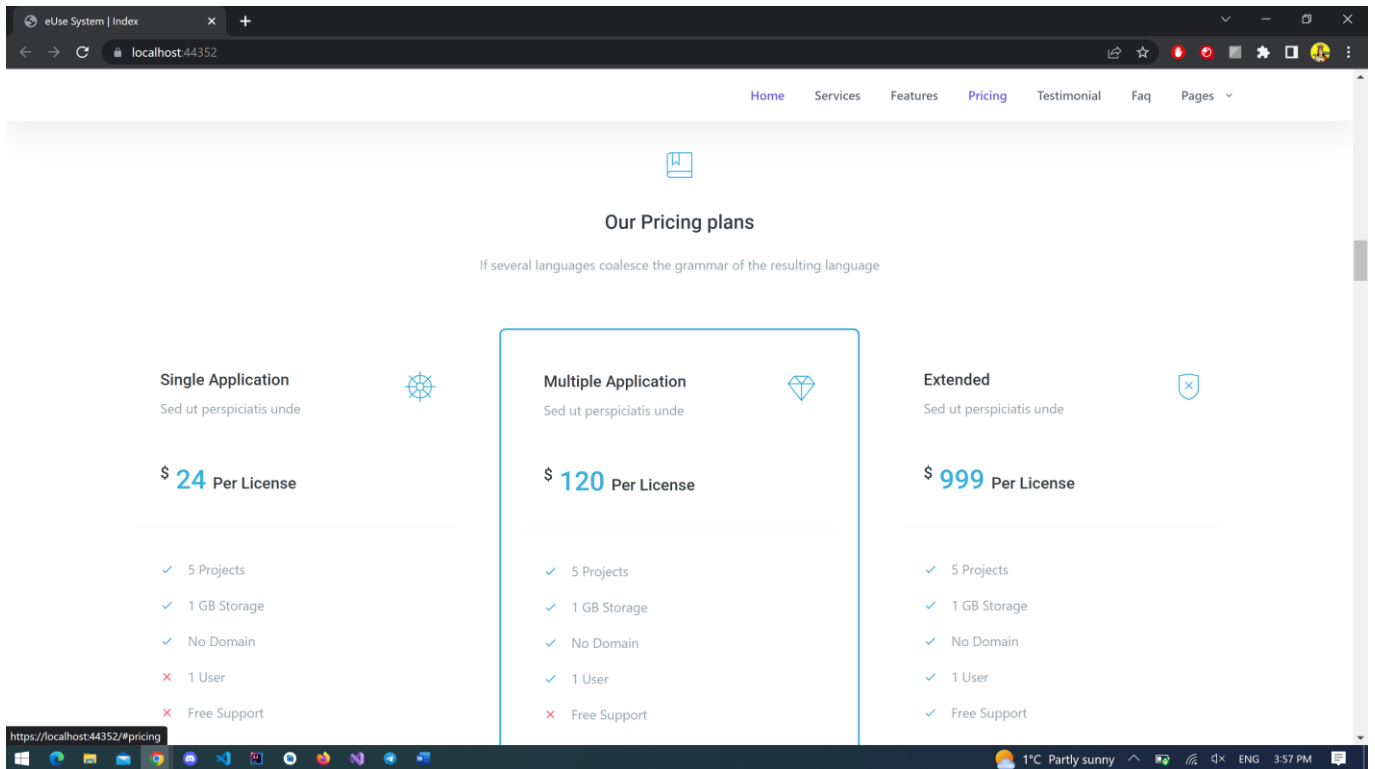 eUse System | Index
localhost:44352
Home Services Features Pricing Testimonial Faq Pages
Our Pricing plans
If several languages coalesce the grammar of the resulting language
Single Application
Sed ut perspiciatis unde
$ 24 Per License
5 Projects
1 GB Storage
No Domain
1 User
Free Support
Multiple Application
Sed ut perspiciatis unde
$ 120 Per License
5 Projects
1 GB Storage
No Domain
1 User
Free Support
Extended
Sed ut perspiciatis unde
$ 999 Per License
5 Projects
1 GB Storage
No Domain
1 User
Free Support
https://localhost:44352/#pricing
1°C Partly sunny ENG 3:57 PM